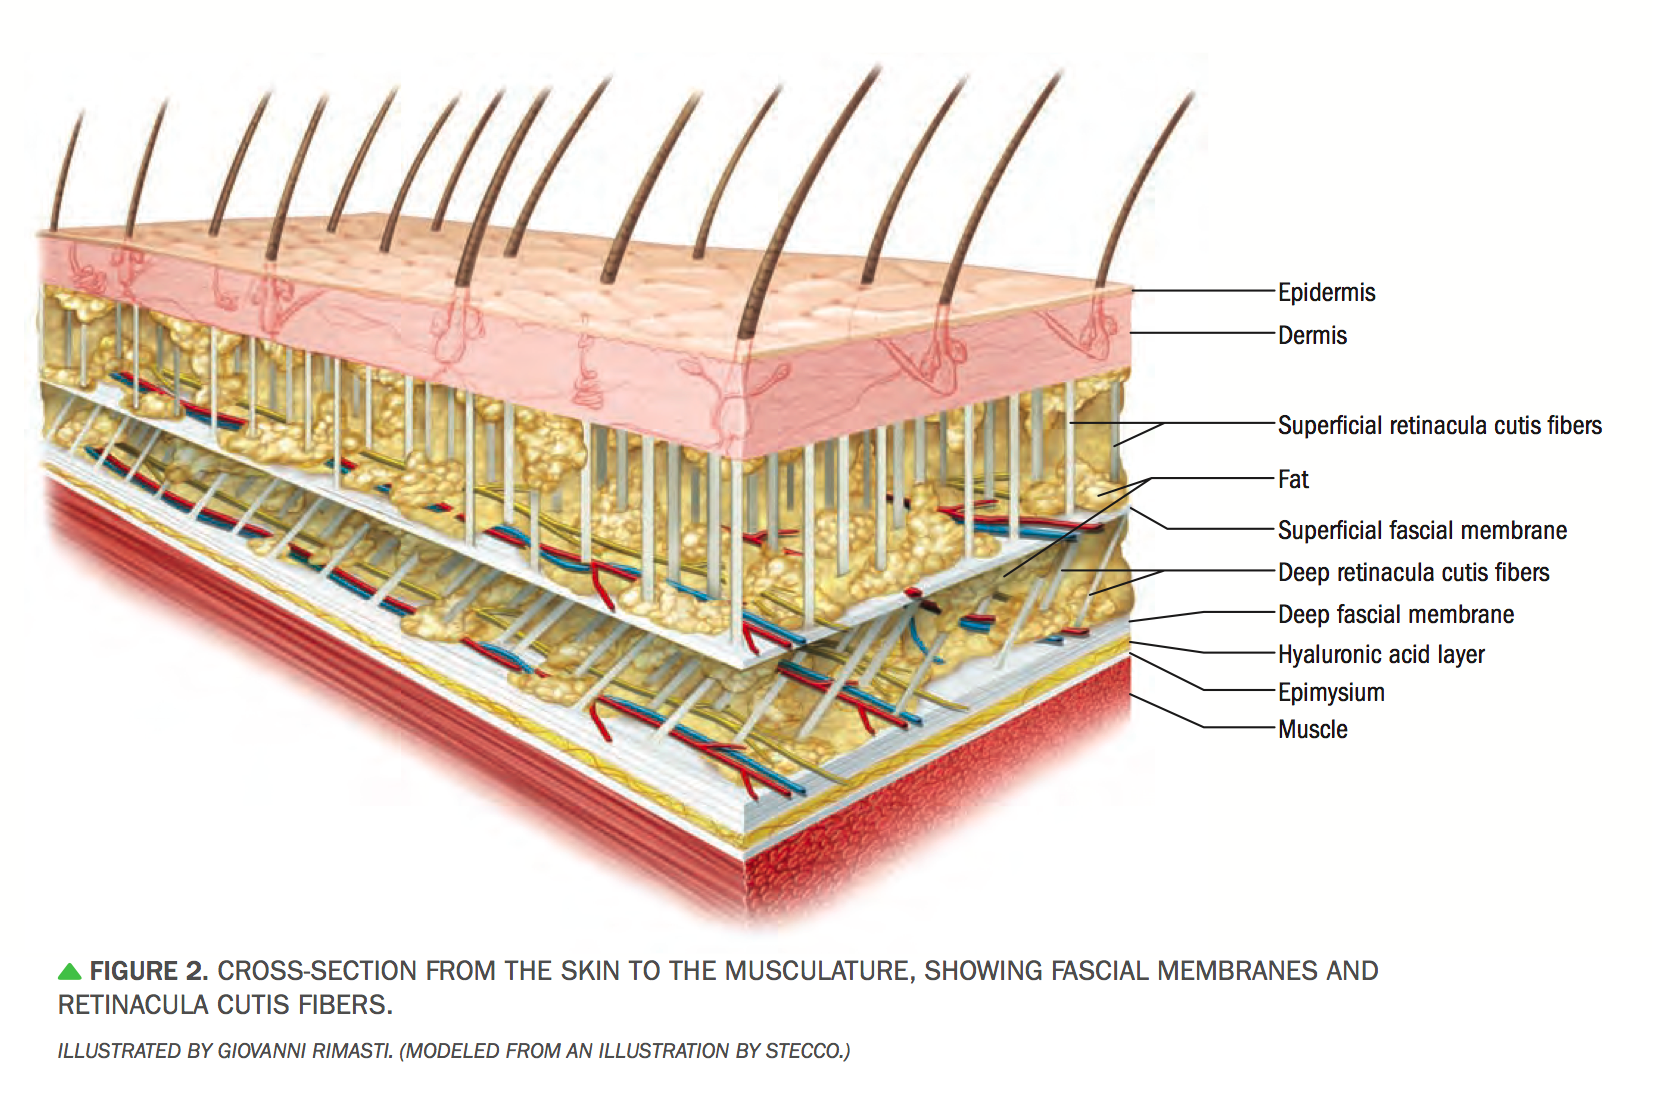 Epidermis
Dermis
Superficial retinacula cutis fibers
Fat
Superficial fascial membrane
Deep retinacula cutis fibers
Deep fascial membrane
Hyaluronic acid layer
Epimysium
Muscle
FIGURE 2. CROSS-SECTION FROM THE SKIN TO THE MUSCULATURE, SHOWING FASCIAL MEMBRANES AND
RETINACULA CUTIS FIBERS.
ILLUSTRATED BY GIOVANNI RIMASTI. (MODELED FROM AN ILLUSTRATION BY STECCO.)